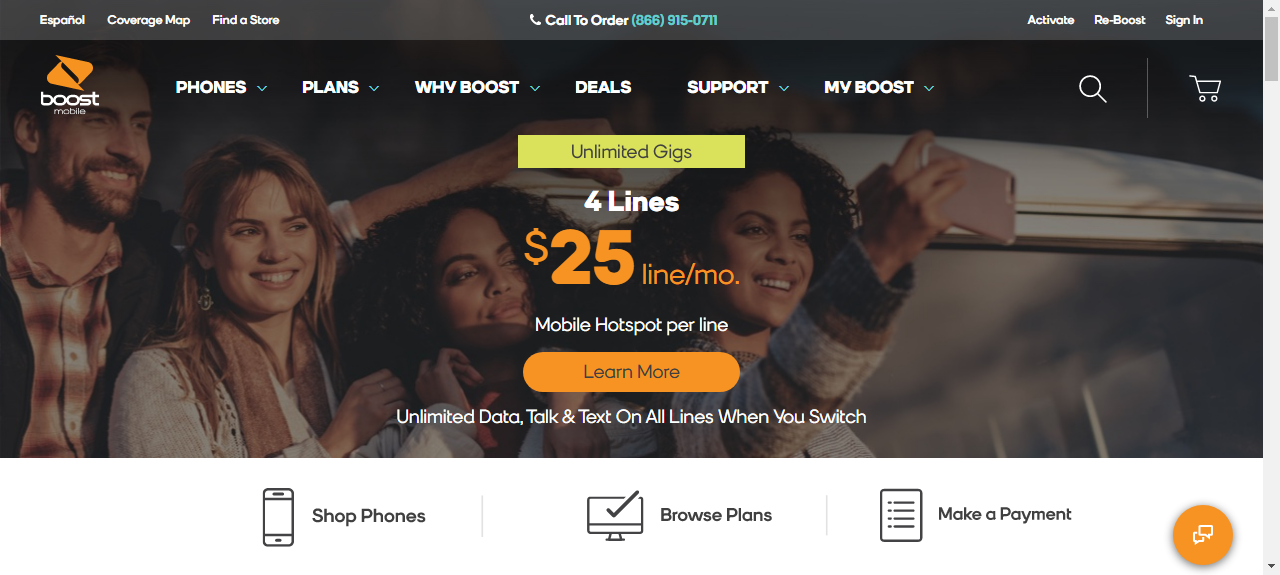 Español Coverage Map Find a Store Call To Order (866) 915-0711 Activate Re-Boost Sign In
boost
mobile
PHONES PLANS WHY BOOST DEALS SUPPORT MY BOOST
Unlimited Gigs
4 Lines
$25 line/mo.
Mobile Hotspot per line
Learn More
Unlimited Data, Talk & Text On All Lines When You Switch
Shop Phones Browse Plans Make a Payment